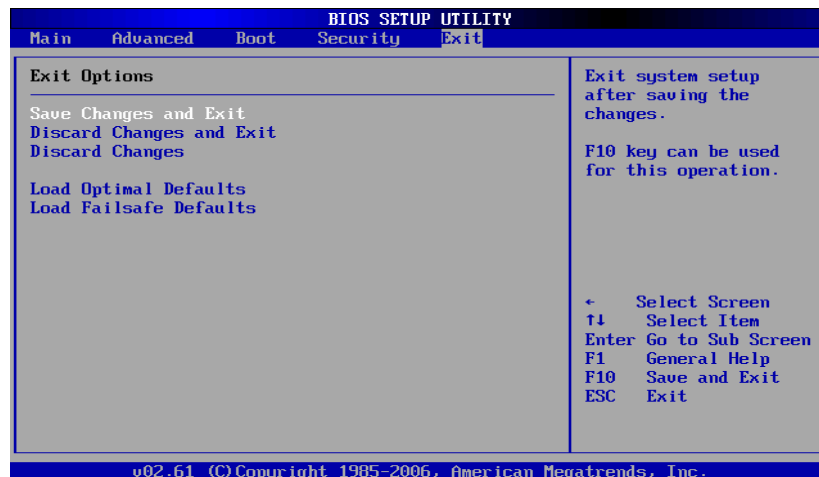 BIOS SETUP UTILITY
Main Advanced Boot Security Exit
Exit Options
Save Changes and Exit
Discard Changes and Exit
Discard Changes
Load Optimal Defaults
Load Failsafe Defaults
Exit system setup
after saving the
changes.
F10 key can be used
for this operation.
← Select Screen
↑↓ Select Item
Enter Go to Sub Screen
F1 General Help
F10 Save and Exit
ESC Exit
v02.61 (C)Copyright 1985-2006, American Megatrends, Inc.